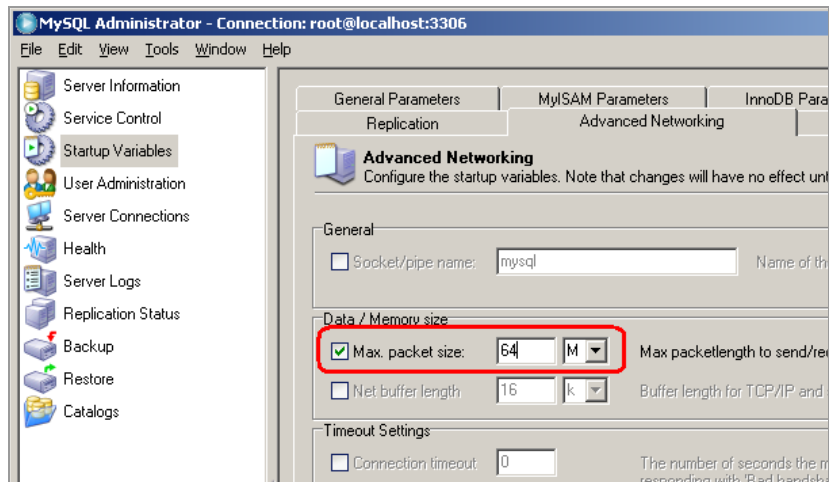 MySQL Administrator - Connection: root@localhost:3306
File Edit View Tools Window Help
Server Information
Service Control
Startup Variables
User Administration
Server Connections
Health
Server Logs
Replication Status
Backup
Restore
Catalogs
General Parameters MyISAM Parameters InnoDB Para
Replication Advanced Networking
Advanced Networking
Configure the startup variables. Note that changes will have no effect unt
General
Socket/pipe name: mysql Name of th
Data / Memory size
Max. packet size: 64 M Max packetlength to send/re
Net buffer length 16 k Buffer length for TCP/IP and
Timeout Settings
Connection timeout 0 The number of seconds the m
responding with 'Bad handsha